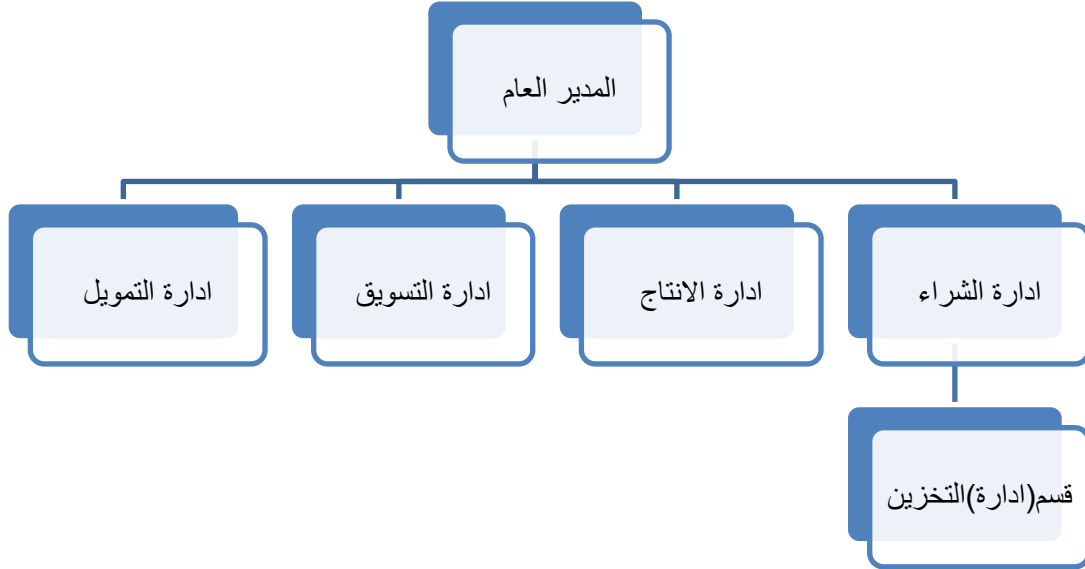 المدير العام
ادارة الشراء
ادارة الانتاج
ادارة التسويق
ادارة التمويل
قسم(ادارة)التخزين